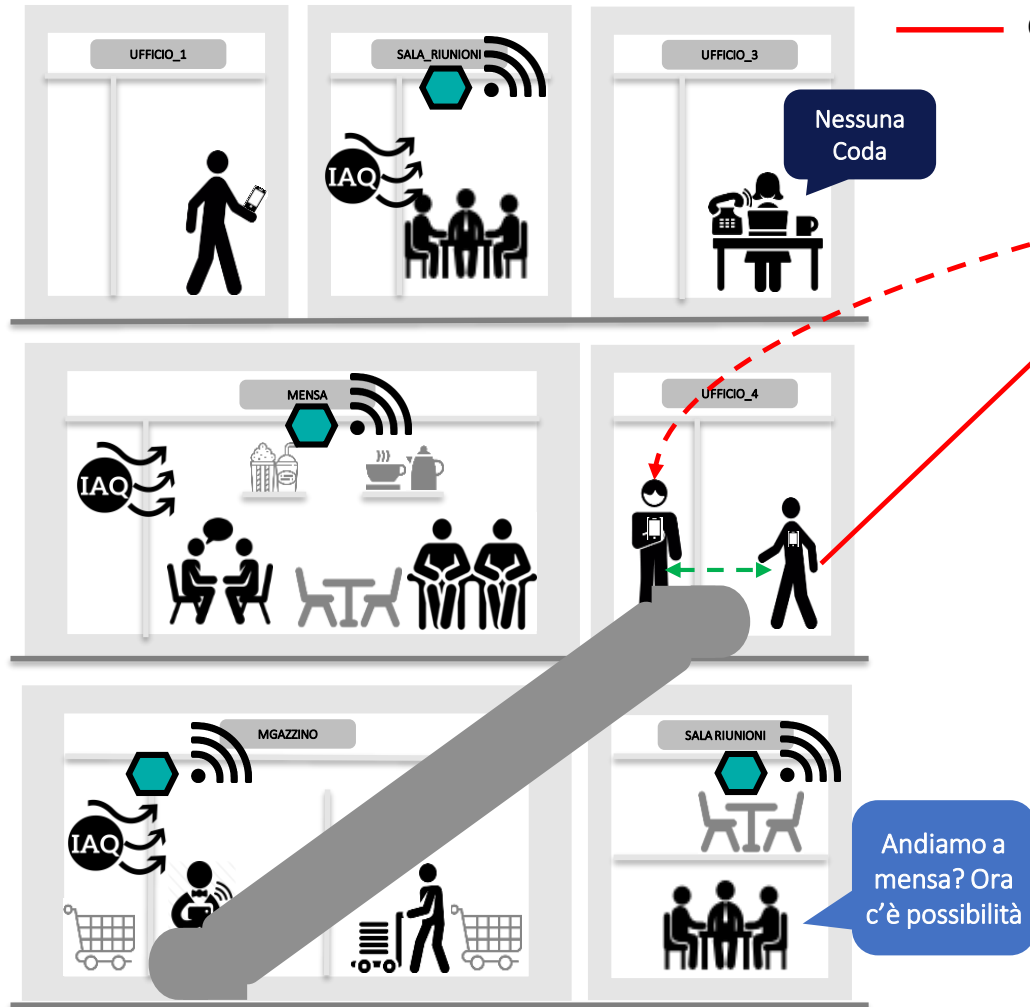 UFFICIO_1
SALA_RIUNIONI
UFFICIO_3
Nessuna
Coda
IAQ
MENSA
UFFICIO_4
IAQ
MGAZZINO
SALA RIUNIONI
IAQ
Andiamo a
mensa? Ora
c'è possibilità